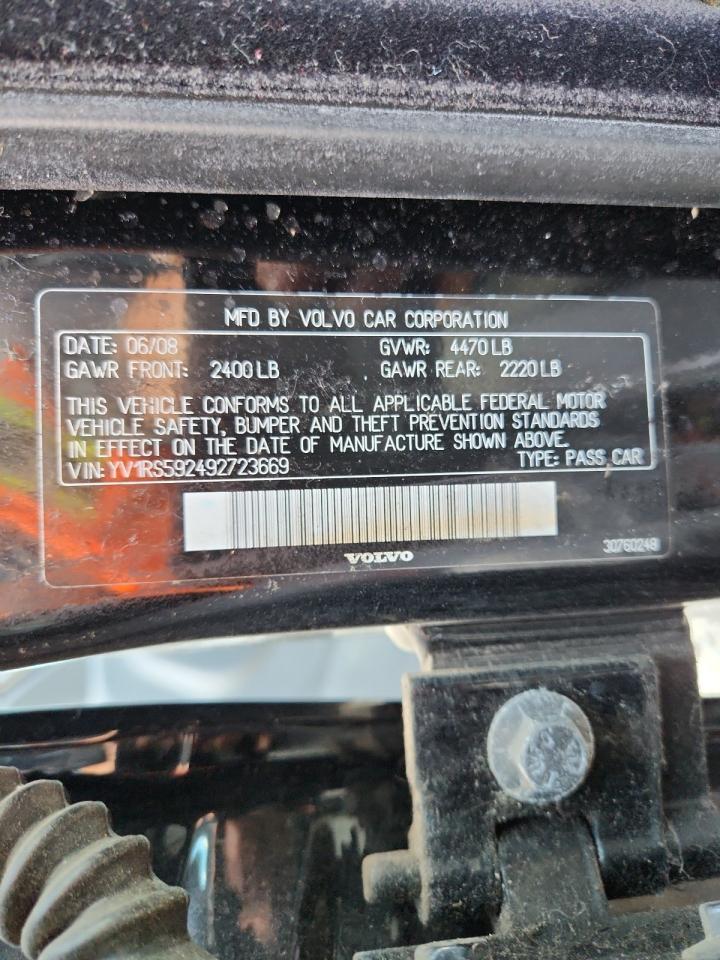 MFD BY VOLVO CAR CORPORATION
DATE: 06/08 GVWR: 4470 LB
GAWR FRONT: 2400 LB GAWR REAR: 2220 LB
THIS VEHICLE CONFORMS TO ALL APPLICABLE FEDERAL MOTOR
VEHICLE SAFETY, BUMPER AND THEFT PREVENTION STANDARDS
IN EFFECT ON THE DATE OF MANUFACTURE SHOWN ABOVE.
VIN: YV1RS592492723669 TYPE: PASS CAR
VOLVO 30760248